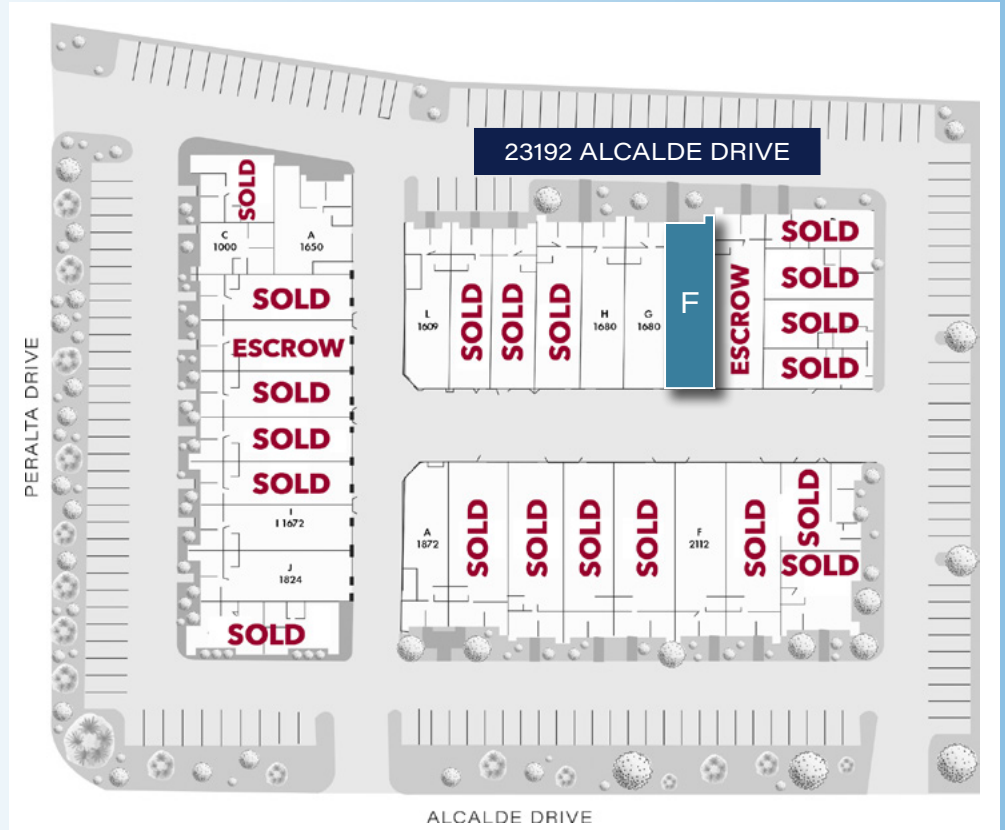 23192 ALCALDE DRIVE
PERALTA DRIVE
SOLD
C
1000
A
1650
SOLD
ESCROW
SOLD
SOLD
SOLD
I
I 1672
J
1824
SOLD
L
1609
SOLD
SOLD
SOLD
H
1680
G
1680
F
ESCROW
SOLD
SOLD
SOLD
SOLD
A
1872
SOLD
SOLD
SOLD
SOLD
F
2112
SOLD
SOLD
SOLD
ALCALDE DRIVE